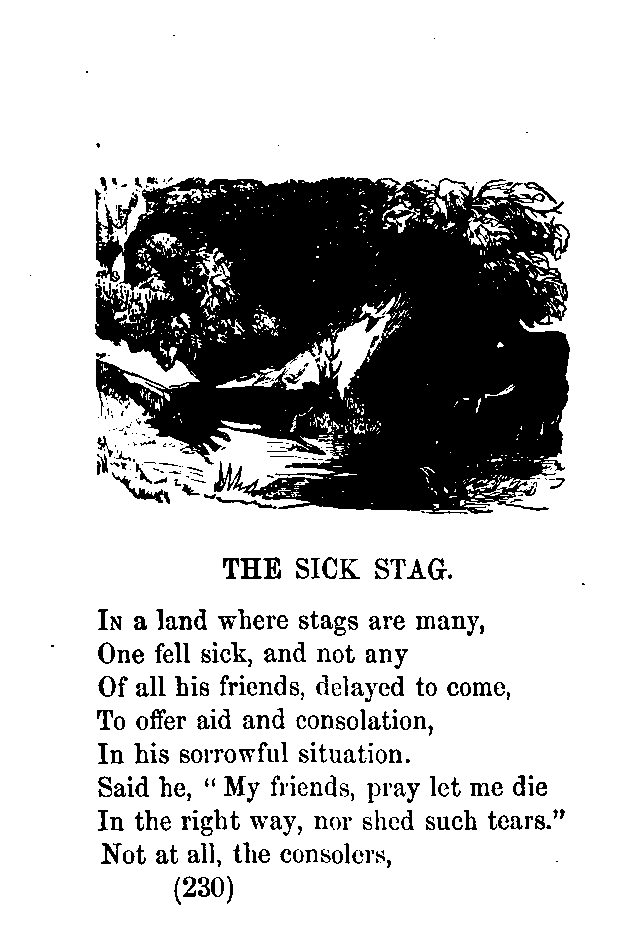 THE SICK STAG.
In a land where stags are many,
One fell sick, and not any
Of all his friends, delayed to come,
To offer aid and consolation,
In his sorrowful situation.
Said he, “ My friends, pray let me die
In the right way, nor shed such tears.”
Not at all, the consolers,
(230)